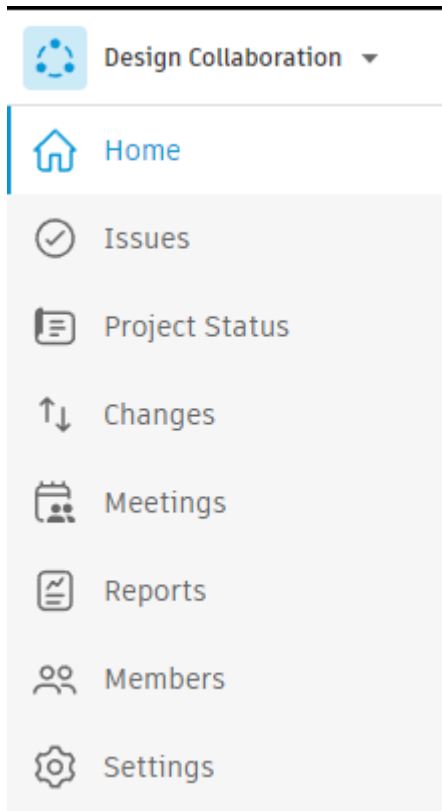 Design Collaboration
Home
Issues
Project Status
Changes
Meetings
Reports
Members
Settings